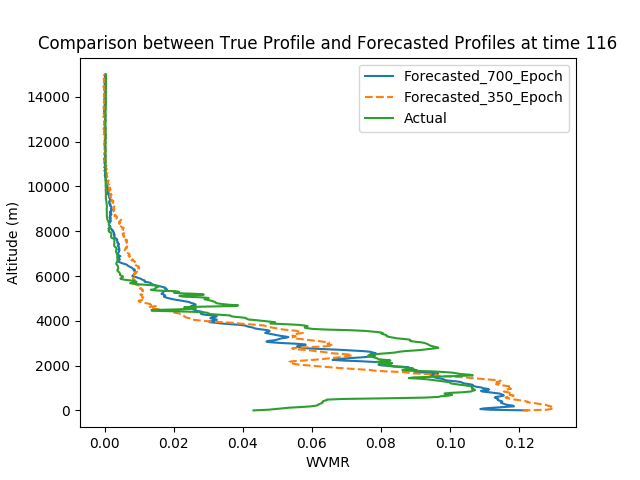 Comparison between True Profile and Forecasted Profiles at time 116
Forecasted_700_Epoch
Forecasted_350_Epoch
Actual
Altitude (m)
14000
12000
10000
8000
6000
4000
2000
0
0.00 0.02 0.04 0.06 0.08 0.10 0.12
WVMR